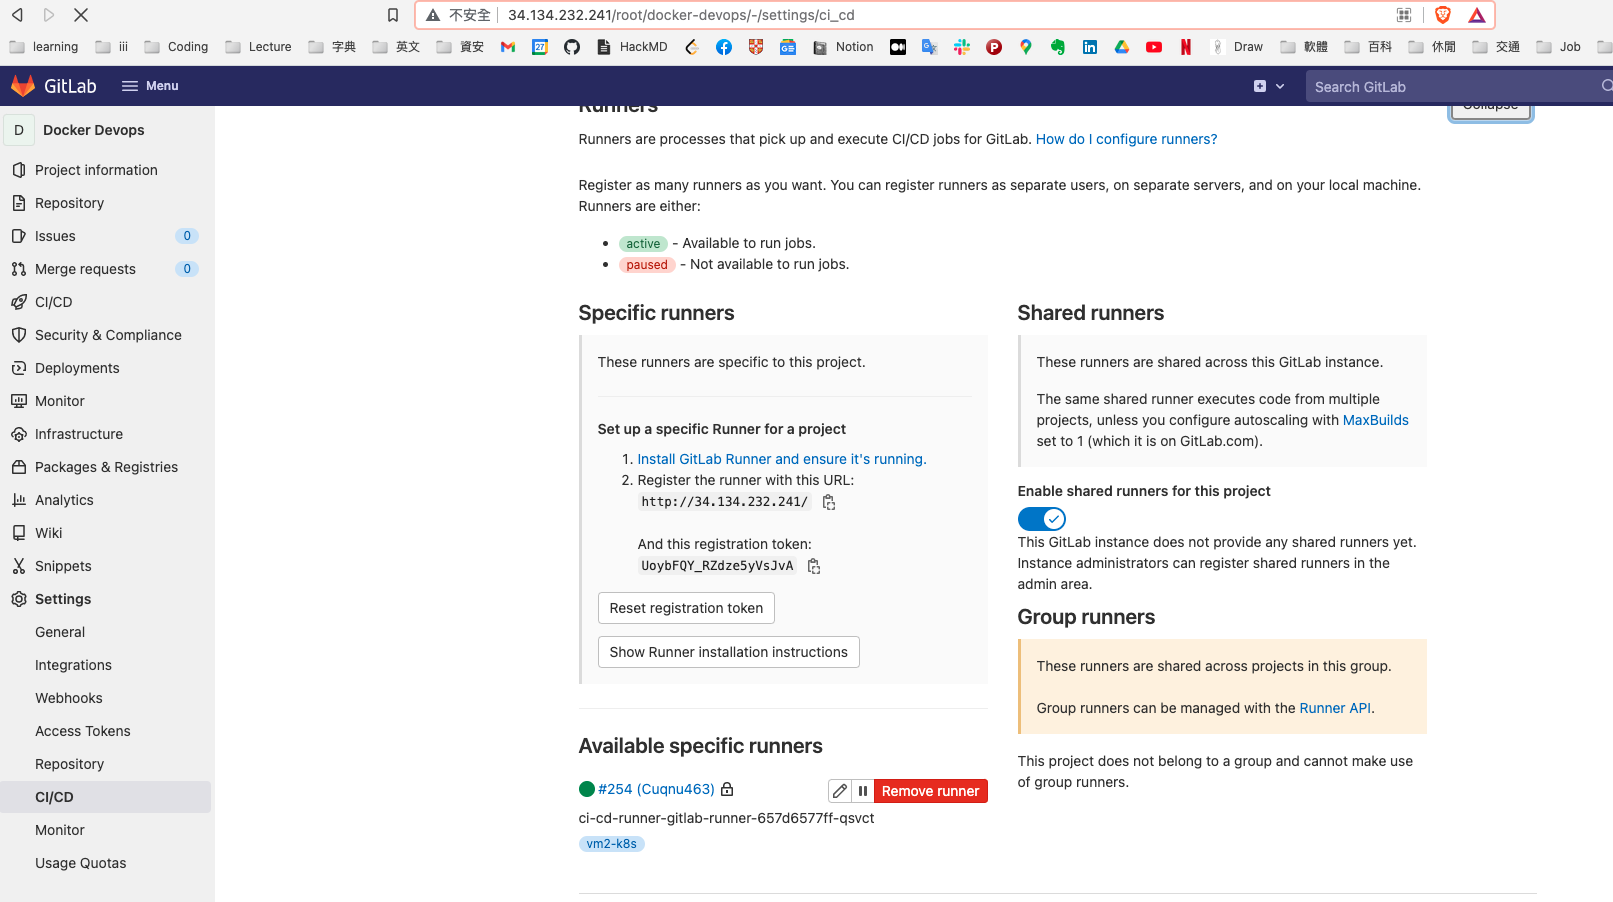 不安全 34.134.232.241/root/docker-devops/-/settings/ci_cd
learning iii Coding Lecture 字典 英文 資安 27 HackMD Notion Draw 軟體 百科 休閒 交通 Job
GitLab Menu Search GitLab
D Docker Devops
Project information
Repository
Issues 0
Merge requests 0
CI/CD
Security & Compliance
Deployments
Monitor
Infrastructure
Packages & Registries
Analytics
Wiki
Snippets
Settings
General
Integrations
Webhooks
Access Tokens
Repository
CI/CD
Monitor
Usage Quotas
Runners
Collapse
Runners are processes that pick up and execute CI/CD jobs for GitLab. How do I configure runners?
Register as many runners as you want. You can register runners as separate users, on separate servers, and on your local machine.
Runners are either:
active - Available to run jobs.
paused - Not available to run jobs.
Specific runners
These runners are specific to this project.
Set up a specific Runner for a project
1. Install GitLab Runner and ensure it's running.
2. Register the runner with this URL:
http://34.134.232.241/
And this registration token:
UoybFQY_RZdze5yVsJvA
Reset registration token
Show Runner installation instructions
Available specific runners
#254 (Cuqnu463) Remove runner
ci-cd-runner-gitlab-runner-657d6577ff-qsvct
vm2-k8s
Shared runners
These runners are shared across this GitLab instance.
The same shared runner executes code from multiple
projects, unless you configure autoscaling with MaxBuilds
set to 1 (which it is on GitLab.com).
Enable shared runners for this project
This GitLab instance does not provide any shared runners yet.
Instance administrators can register shared runners in the
admin area.
Group runners
These runners are shared across projects in this group.
Group runners can be managed with the Runner API.
This project does not belong to a group and cannot make use
of group runners.